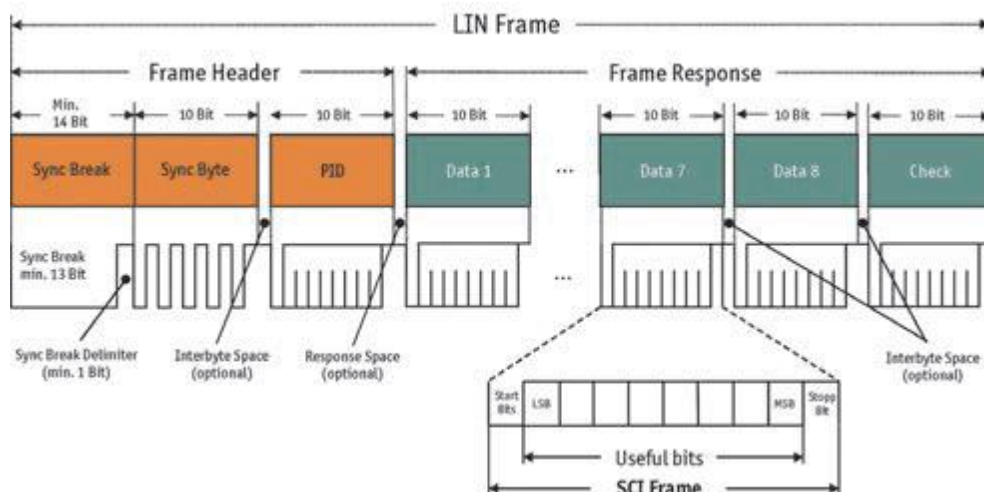 LIN Frame
Frame Header
Frame Response
Min.
14 Bit
10 Bit
10 Bit
10 Bit
10 Bit
10 Bit
10 Bit
Sync Break
Sync Byte
PID
Data 1
...
Data 7
Data 8
Check
Sync Break
min. 13 Bit
...
Sync Break Delimiter
(min. 1 Bit)
Interbyte Space
(optional)
Response Space
(optional)
Interbyte Space
(optional)
Start
Bits
LSB
MSB
Stopp
Bit
Useful bits
SCI Frame